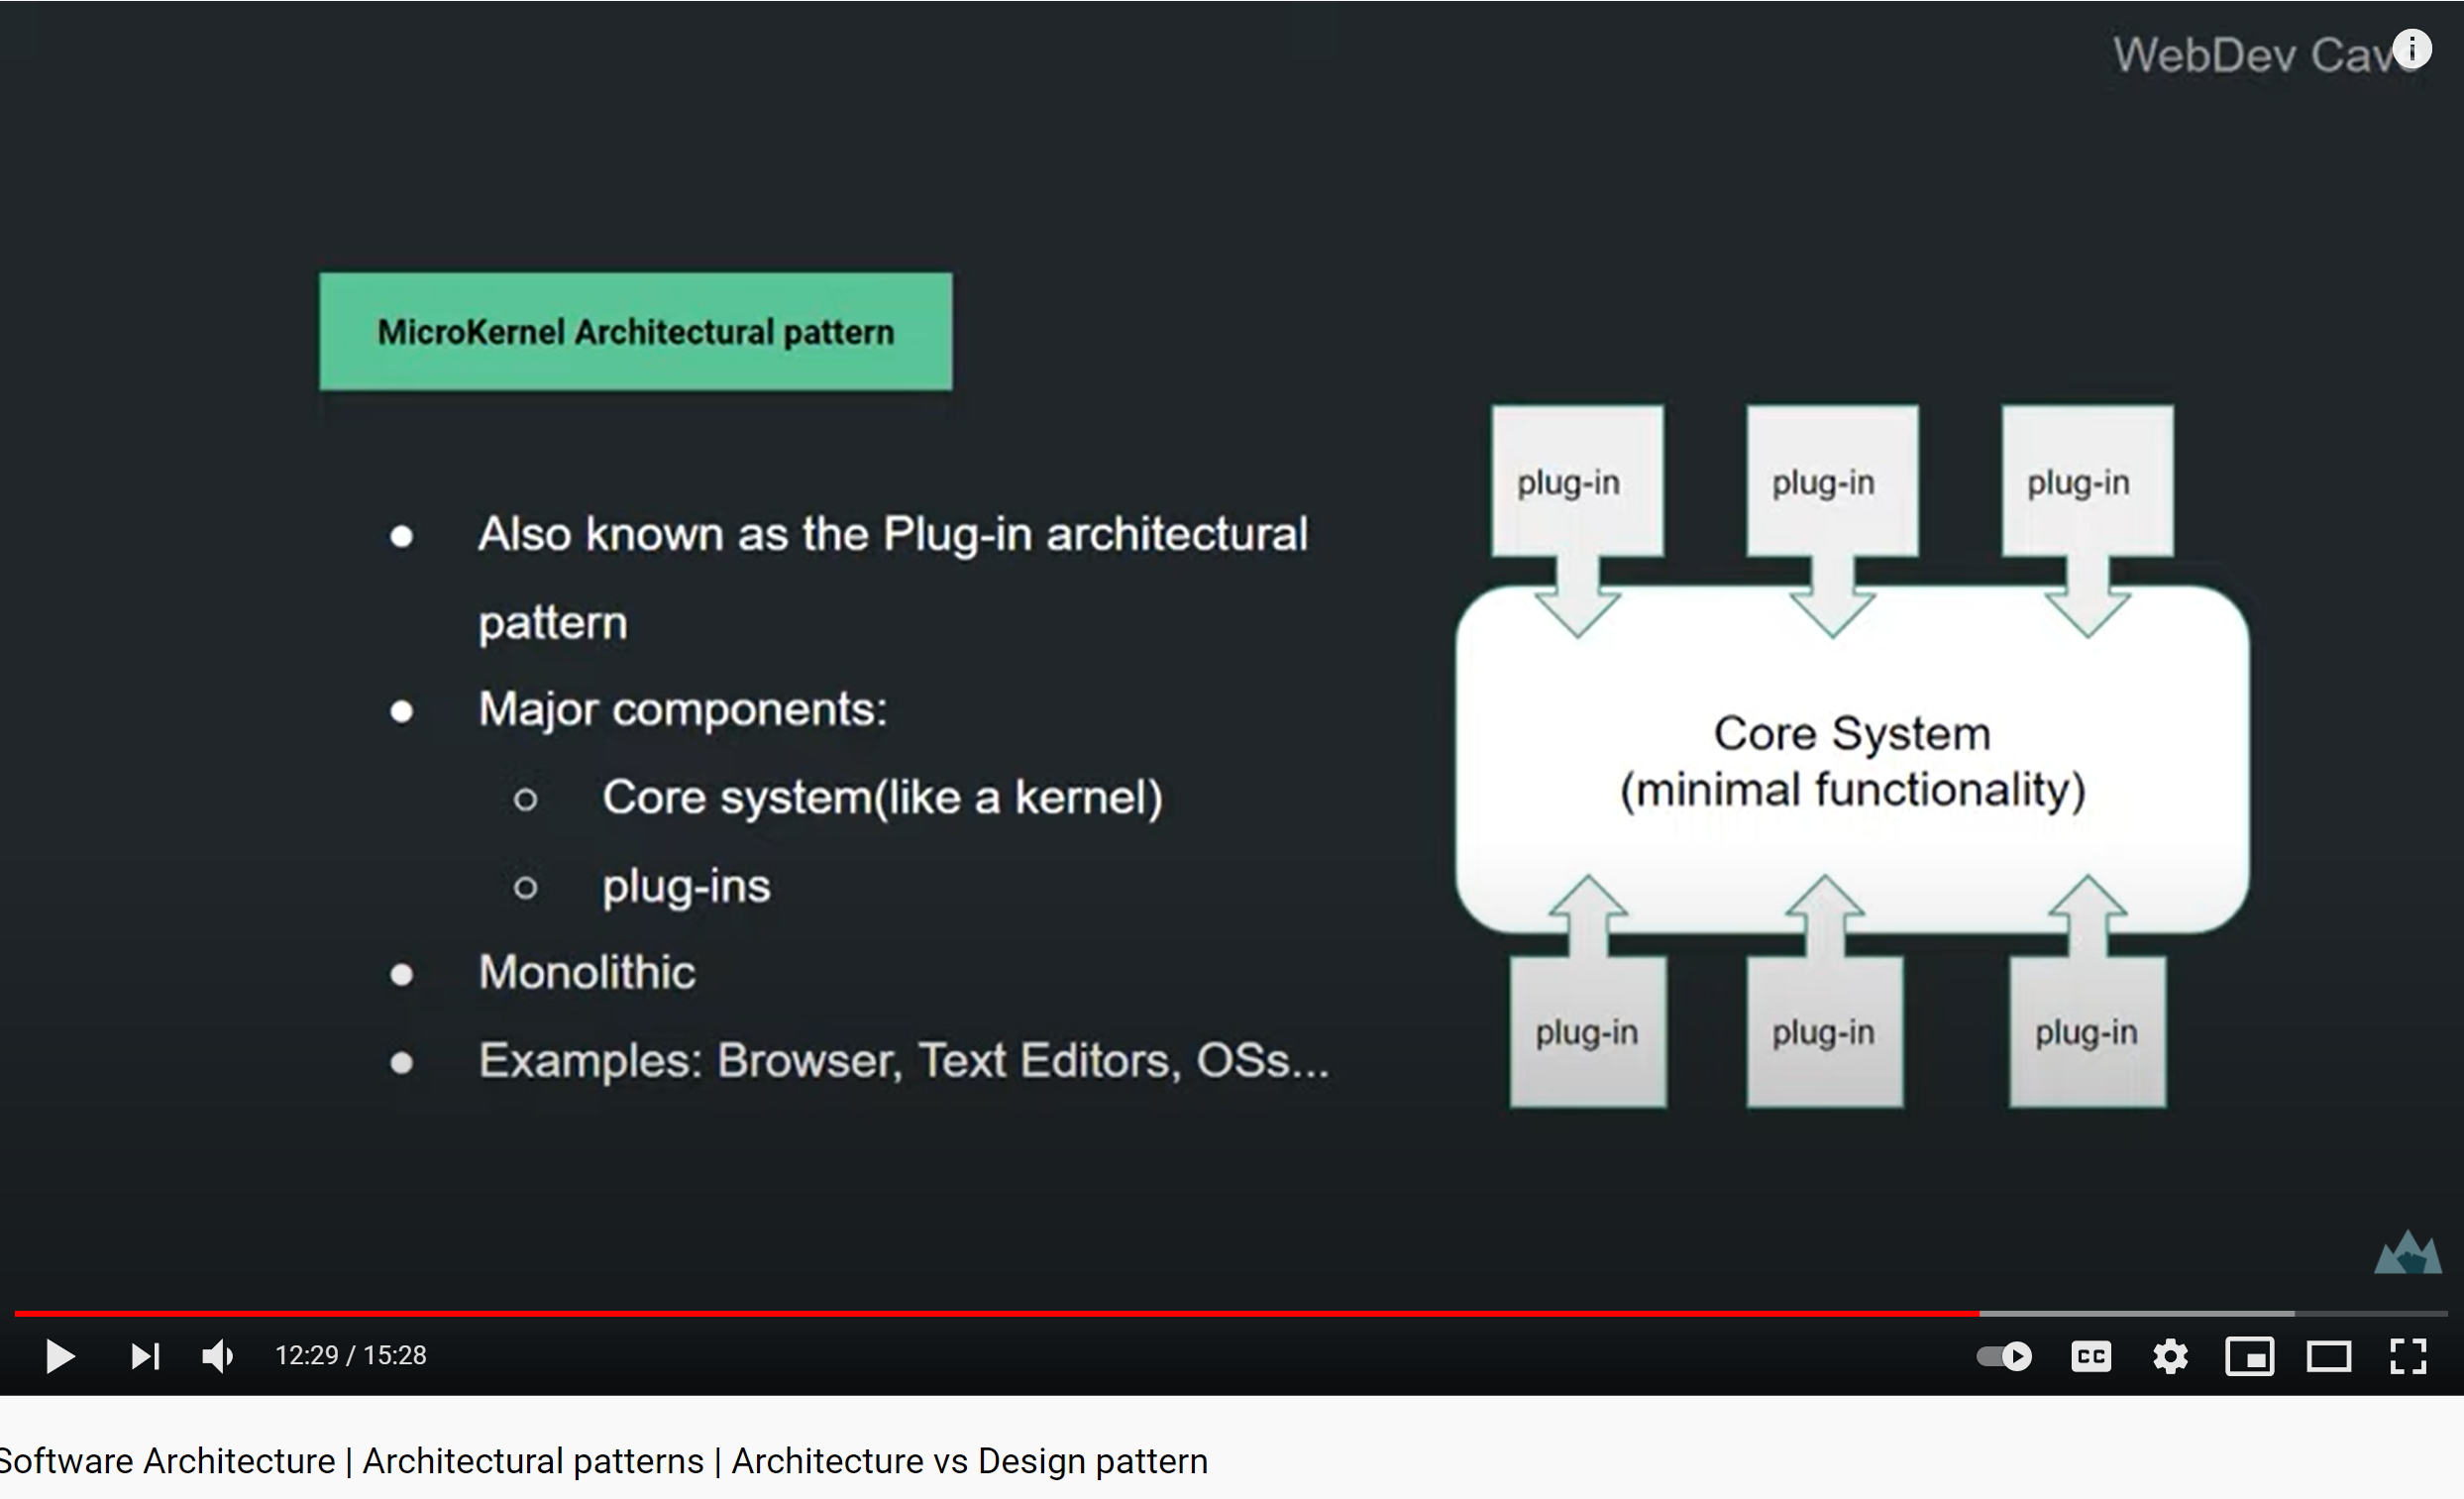 WebDev Cav
MicroKernel Architectural pattern
● Also known as the Plug-in architectural
pattern
● Major components:
○ Core system(like a kernel)
○ plug-ins
● Monolithic
● Examples: Browser, Text Editors, OSs...
plug-in plug-in plug-in
Core System
(minimal functionality)
plug-in plug-in plug-in
12:29 / 15:28
CC
Software Architecture | Architectural patterns | Architecture vs Design pattern